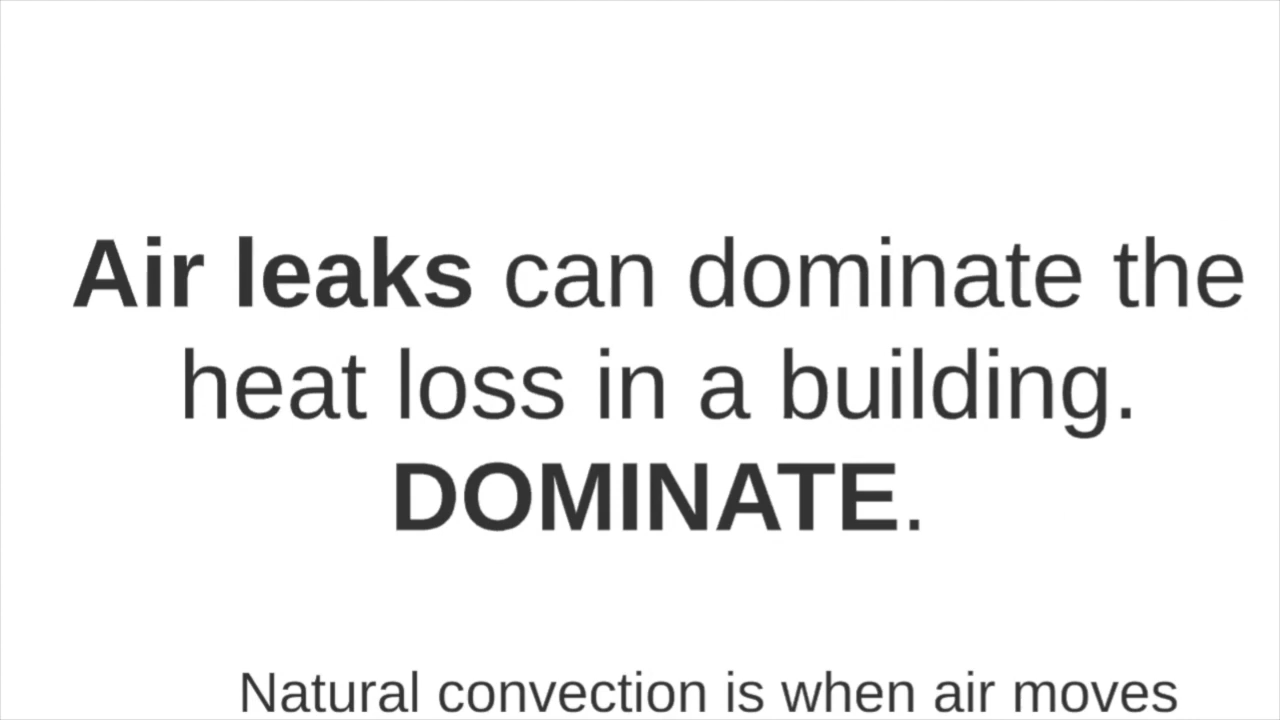 Air leaks can dominate the
heat loss in a building.
DOMINATE.
Natural convection is when air moves